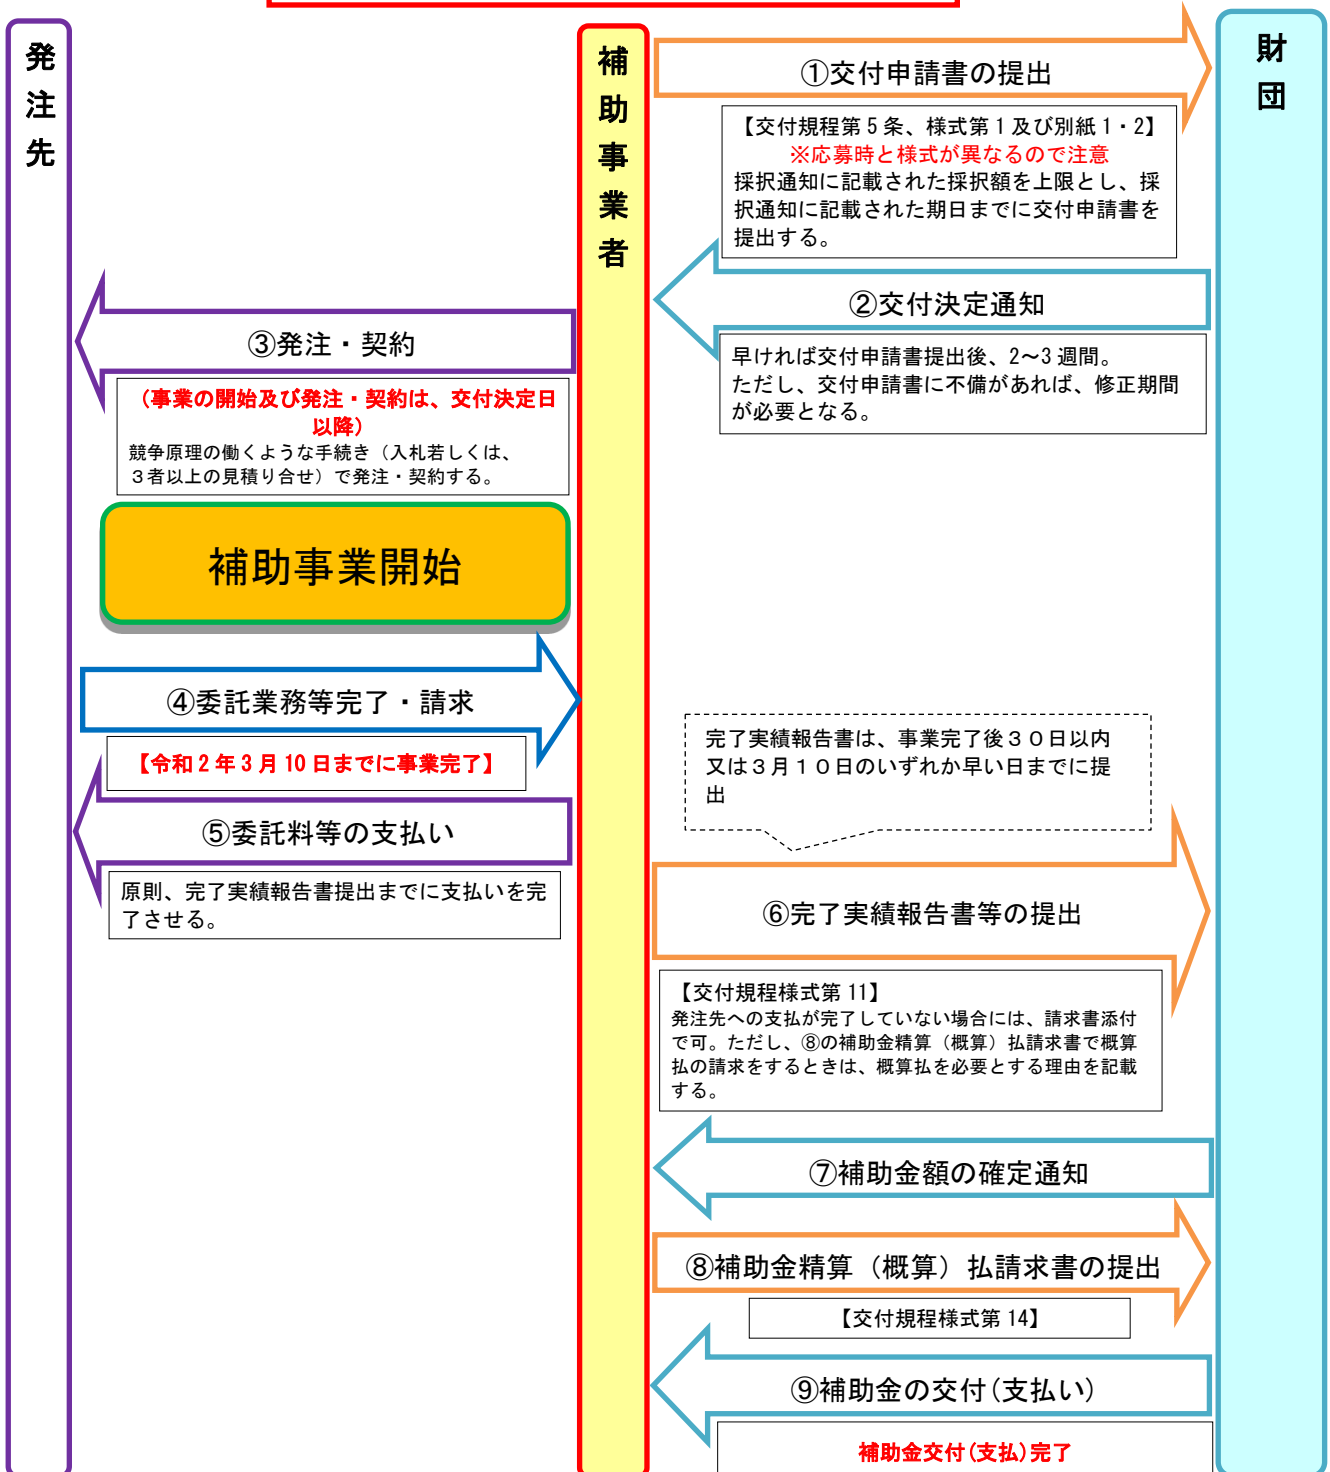 発注先
補助事業者
財団
①交付申請書の提出
【交付規程第5条、様式第1及び別紙1・2】
※応募時と様式が異なるので注意
採択通知に記載された採択額を上限とし、採
択通知に記載された期日までに交付申請書を
提出する。
②交付決定通知
早ければ交付申請書提出後、2～3週間。
ただし、交付申請書に不備があれば、修正期間
が必要となる。
③発注・契約
（事業の開始及び発注・契約は、交付決定日
以降）
競争原理の働くような手続き（入札若しくは、
３者以上の見積り合せ）で発注・契約する。
補助事業開始
④委託業務等完了・請求
【令和2年3月10日までに事業完了】
⑤委託料等の支払い
原則、完了実績報告書提出までに支払いを完
了させる。
完了実績報告書は、事業完了後３０日以内
又は３月１０日のいずれか早い日までに提
出
⑥完了実績報告書等の提出
【交付規程様式第11】
発注先への支払が完了していない場合には、請求書添付
で可。ただし、⑧の補助金精算（概算）払請求書で概算
払の請求をするときは、概算払を必要とする理由を記載
する。
⑦補助金額の確定通知
⑧補助金精算（概算）払請求書の提出
【交付規程様式第14】
⑨補助金の交付(支払い)
補助金交付(支払)完了